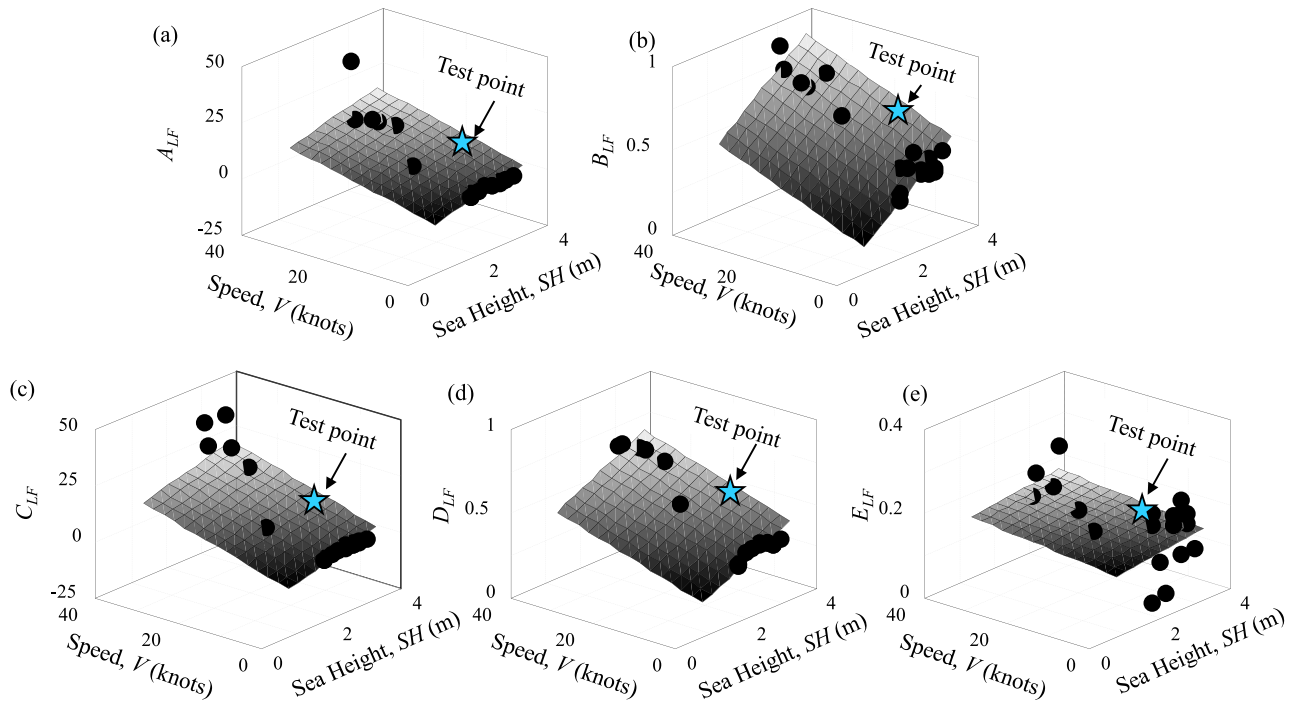 (a)
50
25
0
-25
A_LF
40
20
0
Speed, V (knots)
0
2
4
Sea Height, SH (m)
Test point
(b)
1
0.5
0
B_LF
40
20
0
Speed, V (knots)
0
2
4
Sea Height, SH (m)
Test point
(c)
50
25
0
-25
C_LF
40
20
0
Speed, V (knots)
0
2
4
Sea Height, SH (m)
Test point
(d)
1
0.5
0
D_LF
40
20
0
Speed, V (knots)
0
2
4
Sea Height, SH (m)
Test point
(e)
0.4
0.2
0
E_LF
40
20
0
Speed, V (knots)
0
2
4
Sea Height, SH (m)
Test point